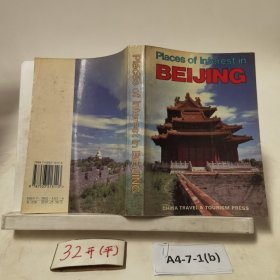 Places of Interest in
BEIJING
CHINA TRAVEL & TOURISM PRESS
Places of Interest in BEIJING
32开(平)
A4-7-1(b)